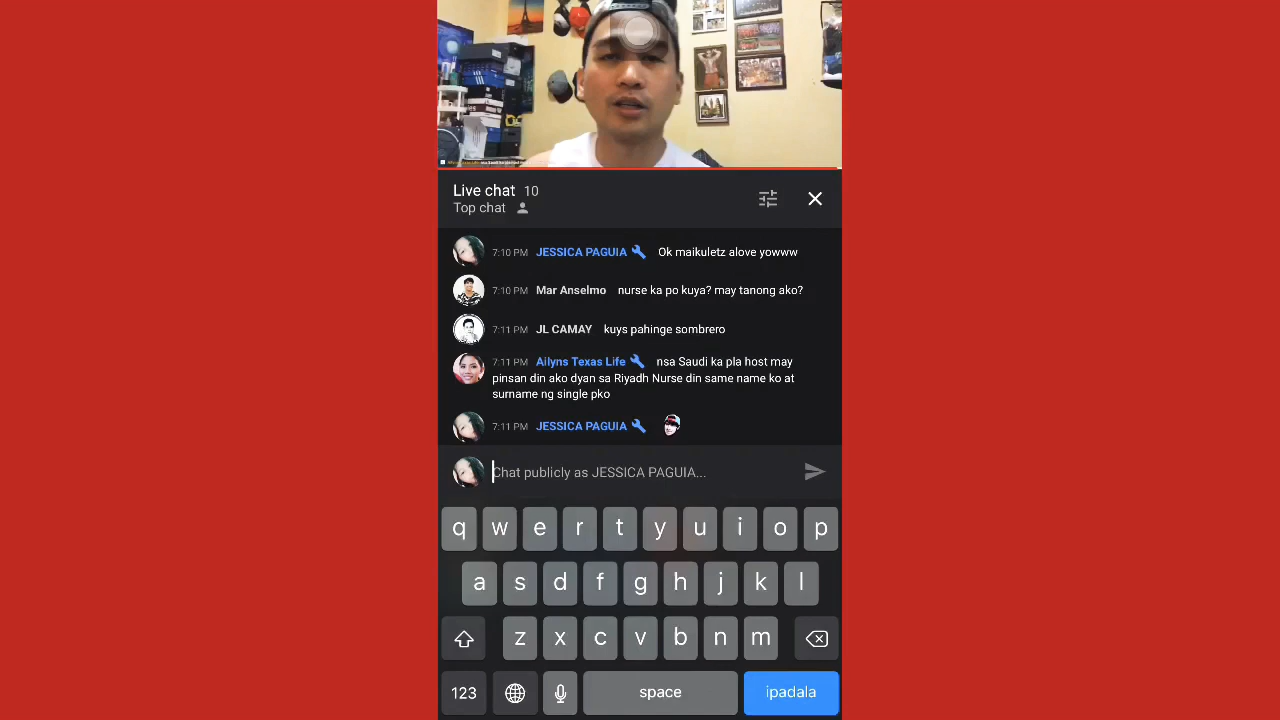 Live chat 10
Top chat
7:10 PM JESSICA PAGUIA Ok maikuletz alove yowww
7:10 PM Mar Anselmo nurse ka po kuya? may tanong ako?
7:11 PM JL CAMAY kuys pahinge sombrero
7:11 PM Ailyns Texas Life nsa Saudi ka pla host may
pinsan din ako dyan sa Riyadh Nurse din same name ko at
surname ng single pko
7:11 PM JESSICA PAGUIA
Chat publicly as JESSICA PAGUIA...
q w e r t y u i o p
a s d f g h j k l
z x c v b n m
123 space ipadala